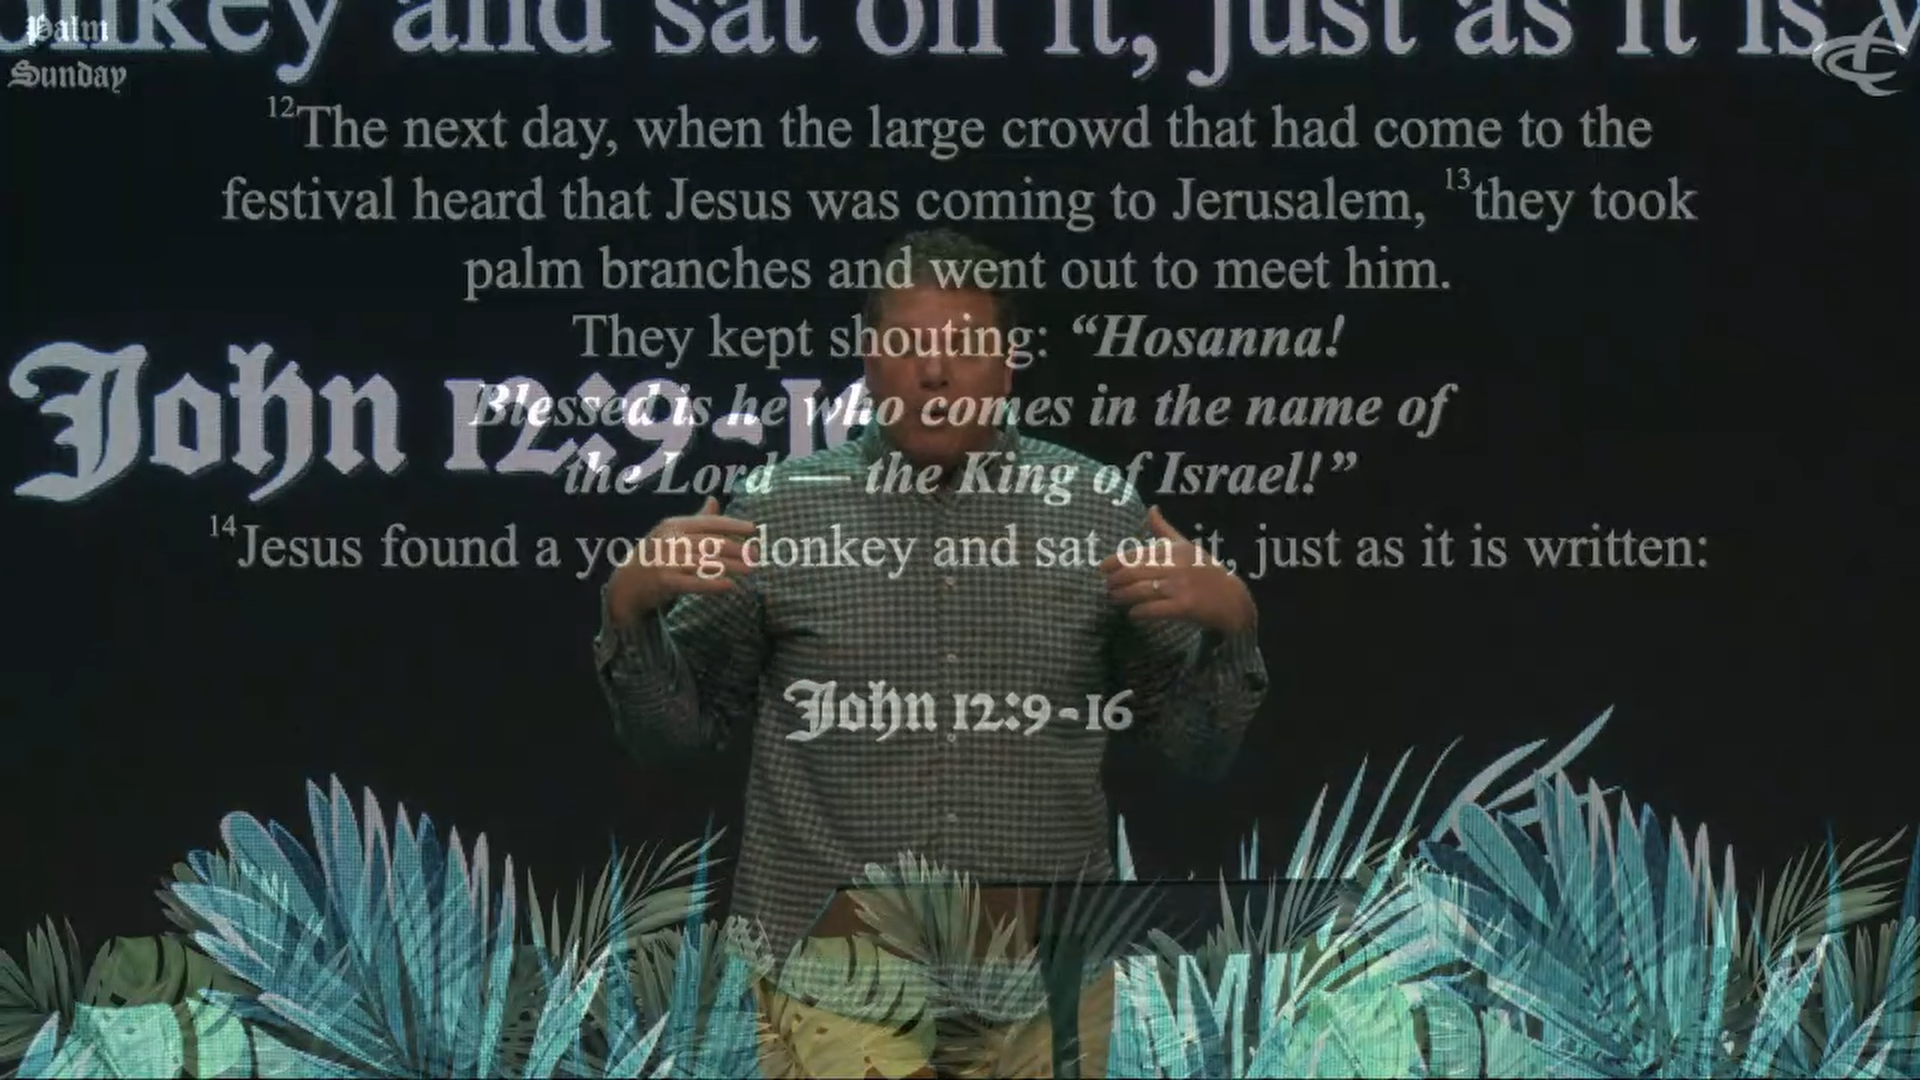 onkey and sat on it, just as it is w
Palm
Sunday
12The next day, when the large crowd that had come to the
festival heard that Jesus was coming to Jerusalem, 13they took
palm branches and went out to meet him.
They kept shouting: “Hosanna!
Blessed is he who comes in the name of
the Lord — the King of Israel!”
14Jesus found a young donkey and sat on it, just as it is written:
John 12:9-16
John 12:9-16